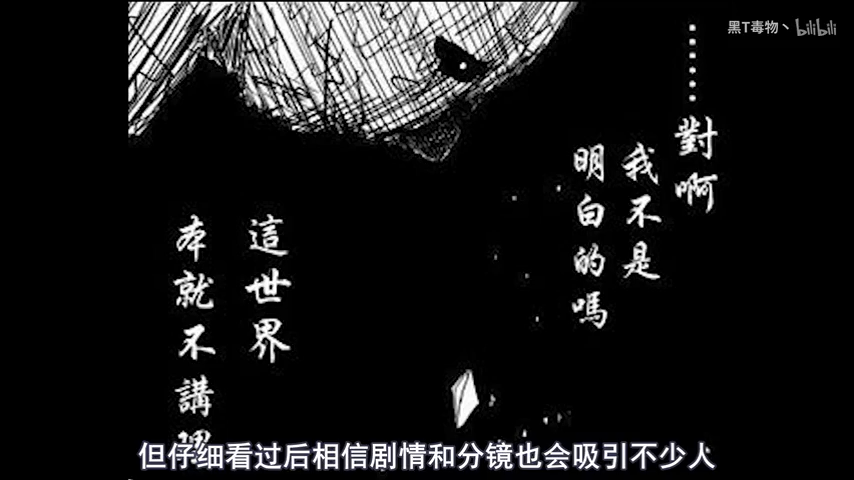 黑T毒物丶 bilibili
……對啊
我不是
明白的嗎
這世界
本就不講
但仔细看过后相信剧情和分镜也会吸引不少人